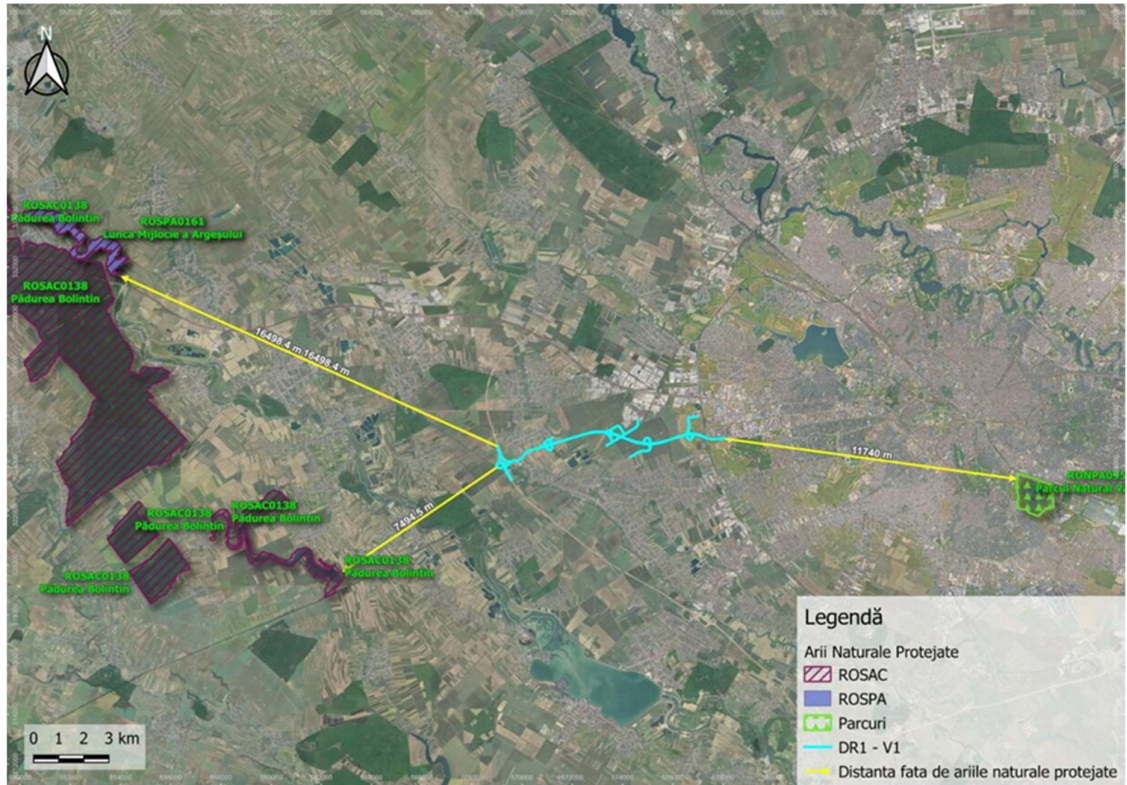 N
ROSAC0138
Pădurea Bolintin
ROSPA0161
Lunca Mijlocie a Argeșului
ROSAC0138
Pădurea Bolintin
16498.4 m 16498.4 m
11740 m
Parcul Natural
7494.5 m
ROSAC0138
Pădurea Bolintin
ROSAC0138
Pădurea Bolintin
ROSAC0138
Pădurea Bolintin
ROSAC0138
Pădurea Bolintin
Legendă
Arii Naturale Protejate
ROSAC
ROSPA
Parcuri
DR1 - V1
Distanta fata de ariile naturale protejate
0 1 2 3 km